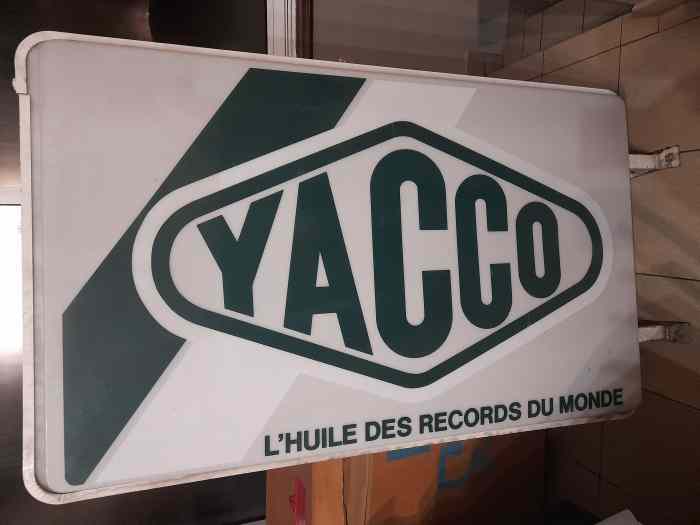 YACCO
L'HUILE DES RECORDS DU MONDE